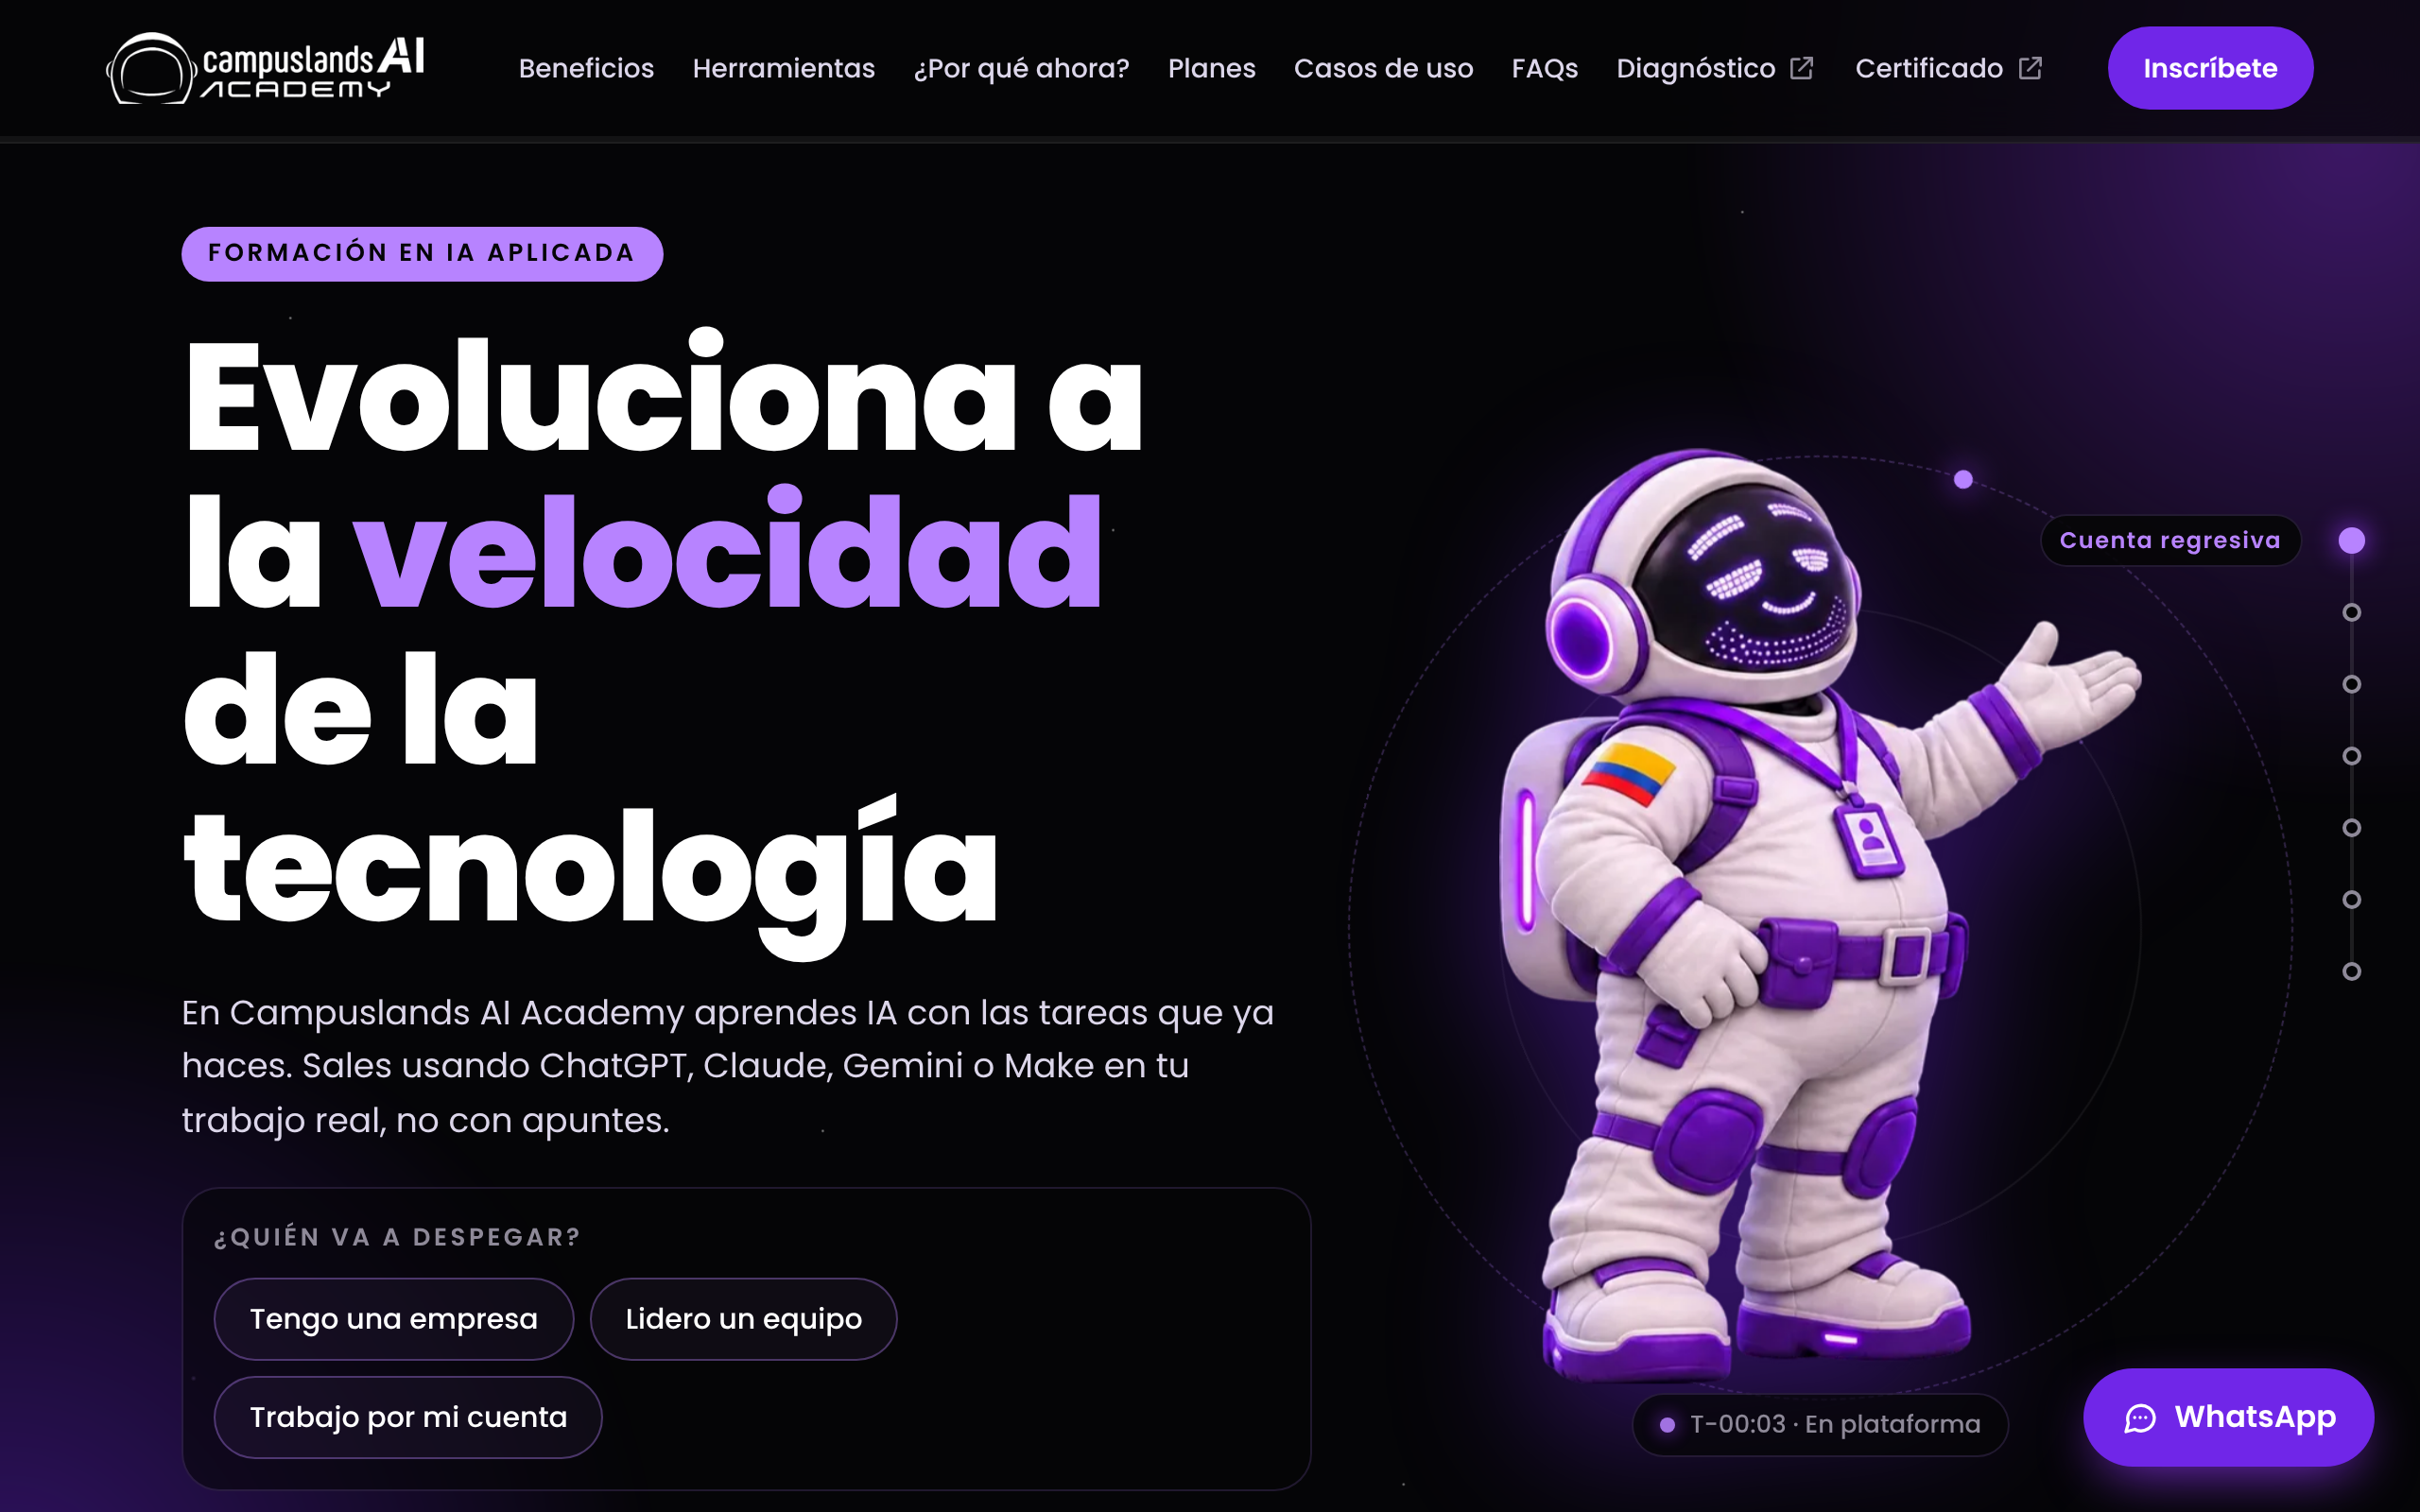 campuslands AI
ACADEMY
Beneficios
Herramientas
¿Por qué ahora?
Planes
Casos de uso
FAQs
Diagnóstico
Certificado
Inscríbete
FORMACIÓN EN IA APLICADA
Evoluciona a
la velocidad
de la
tecnología
En Campuslands AI Academy aprendes IA con las tareas que ya
haces. Sales usando ChatGPT, Claude, Gemini o Make en tu
trabajo real, no con apuntes.
¿QUIÉN VA A DESPEGAR?
Tengo una empresa
Lidero un equipo
Trabajo por mi cuenta
Cuenta regresiva
T-00:03 · En plataforma
WhatsApp